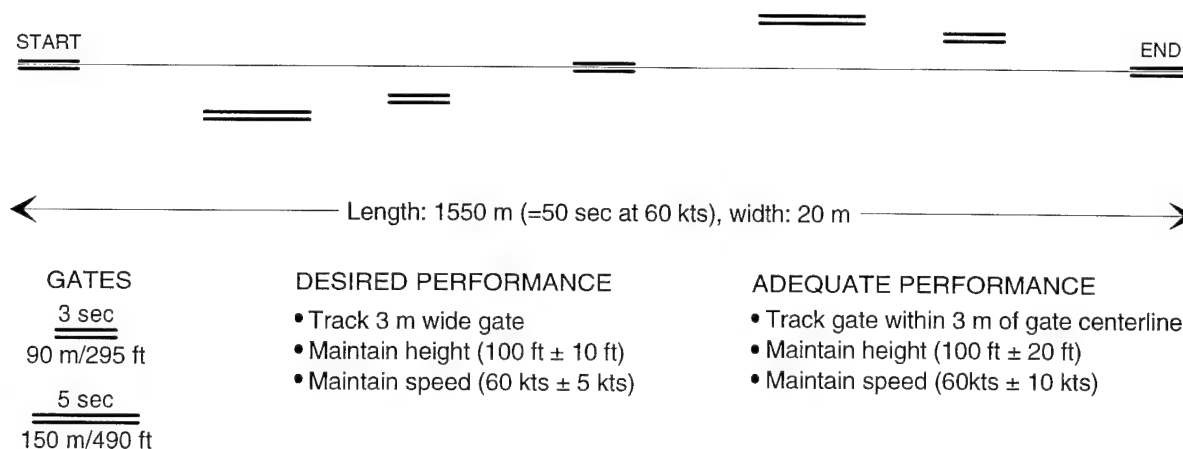 START
END
Length: 1550 m (=50 sec at 60 kts), width: 20 m
GATES
3 sec
90 m/295 ft
5 sec
150 m/490 ft
DESIRED PERFORMANCE
• Track 3 m wide gate
• Maintain height (100 ft ± 10 ft)
• Maintain speed (60 kts ± 5 kts)
ADEQUATE PERFORMANCE
• Track gate within 3 m of gate centerline
• Maintain height (100 ft ± 20 ft)
• Maintain speed (60kts ± 10 kts)